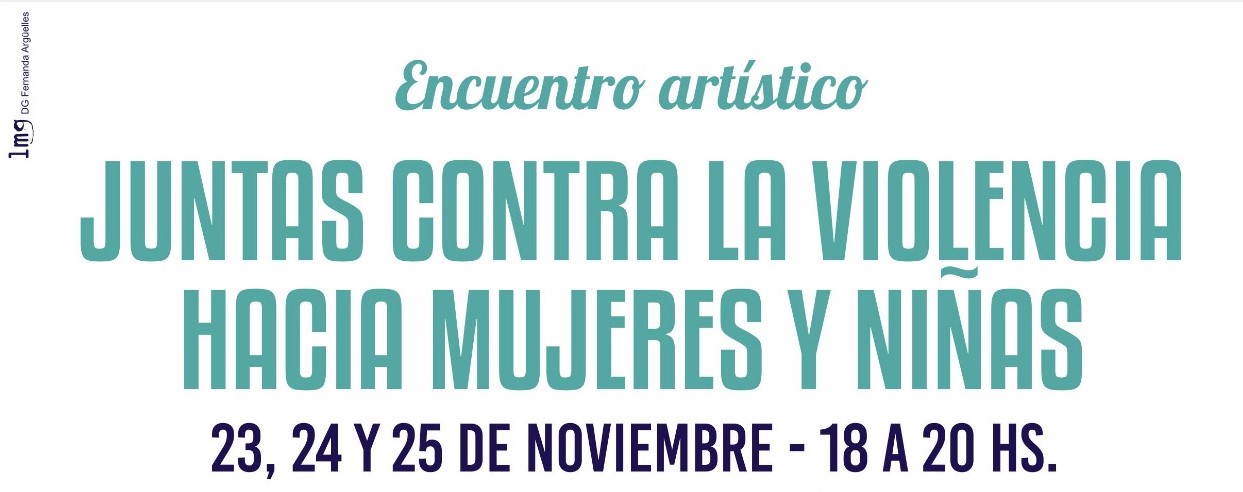 Encuentro artístico
JUNTAS CONTRA LA VIOLENCIA
HACIA MUJERES Y NIÑAS
23, 24 Y 25 DE NOVIEMBRE - 18 A 20 HS.
lmg DG Fernanda Argüelles